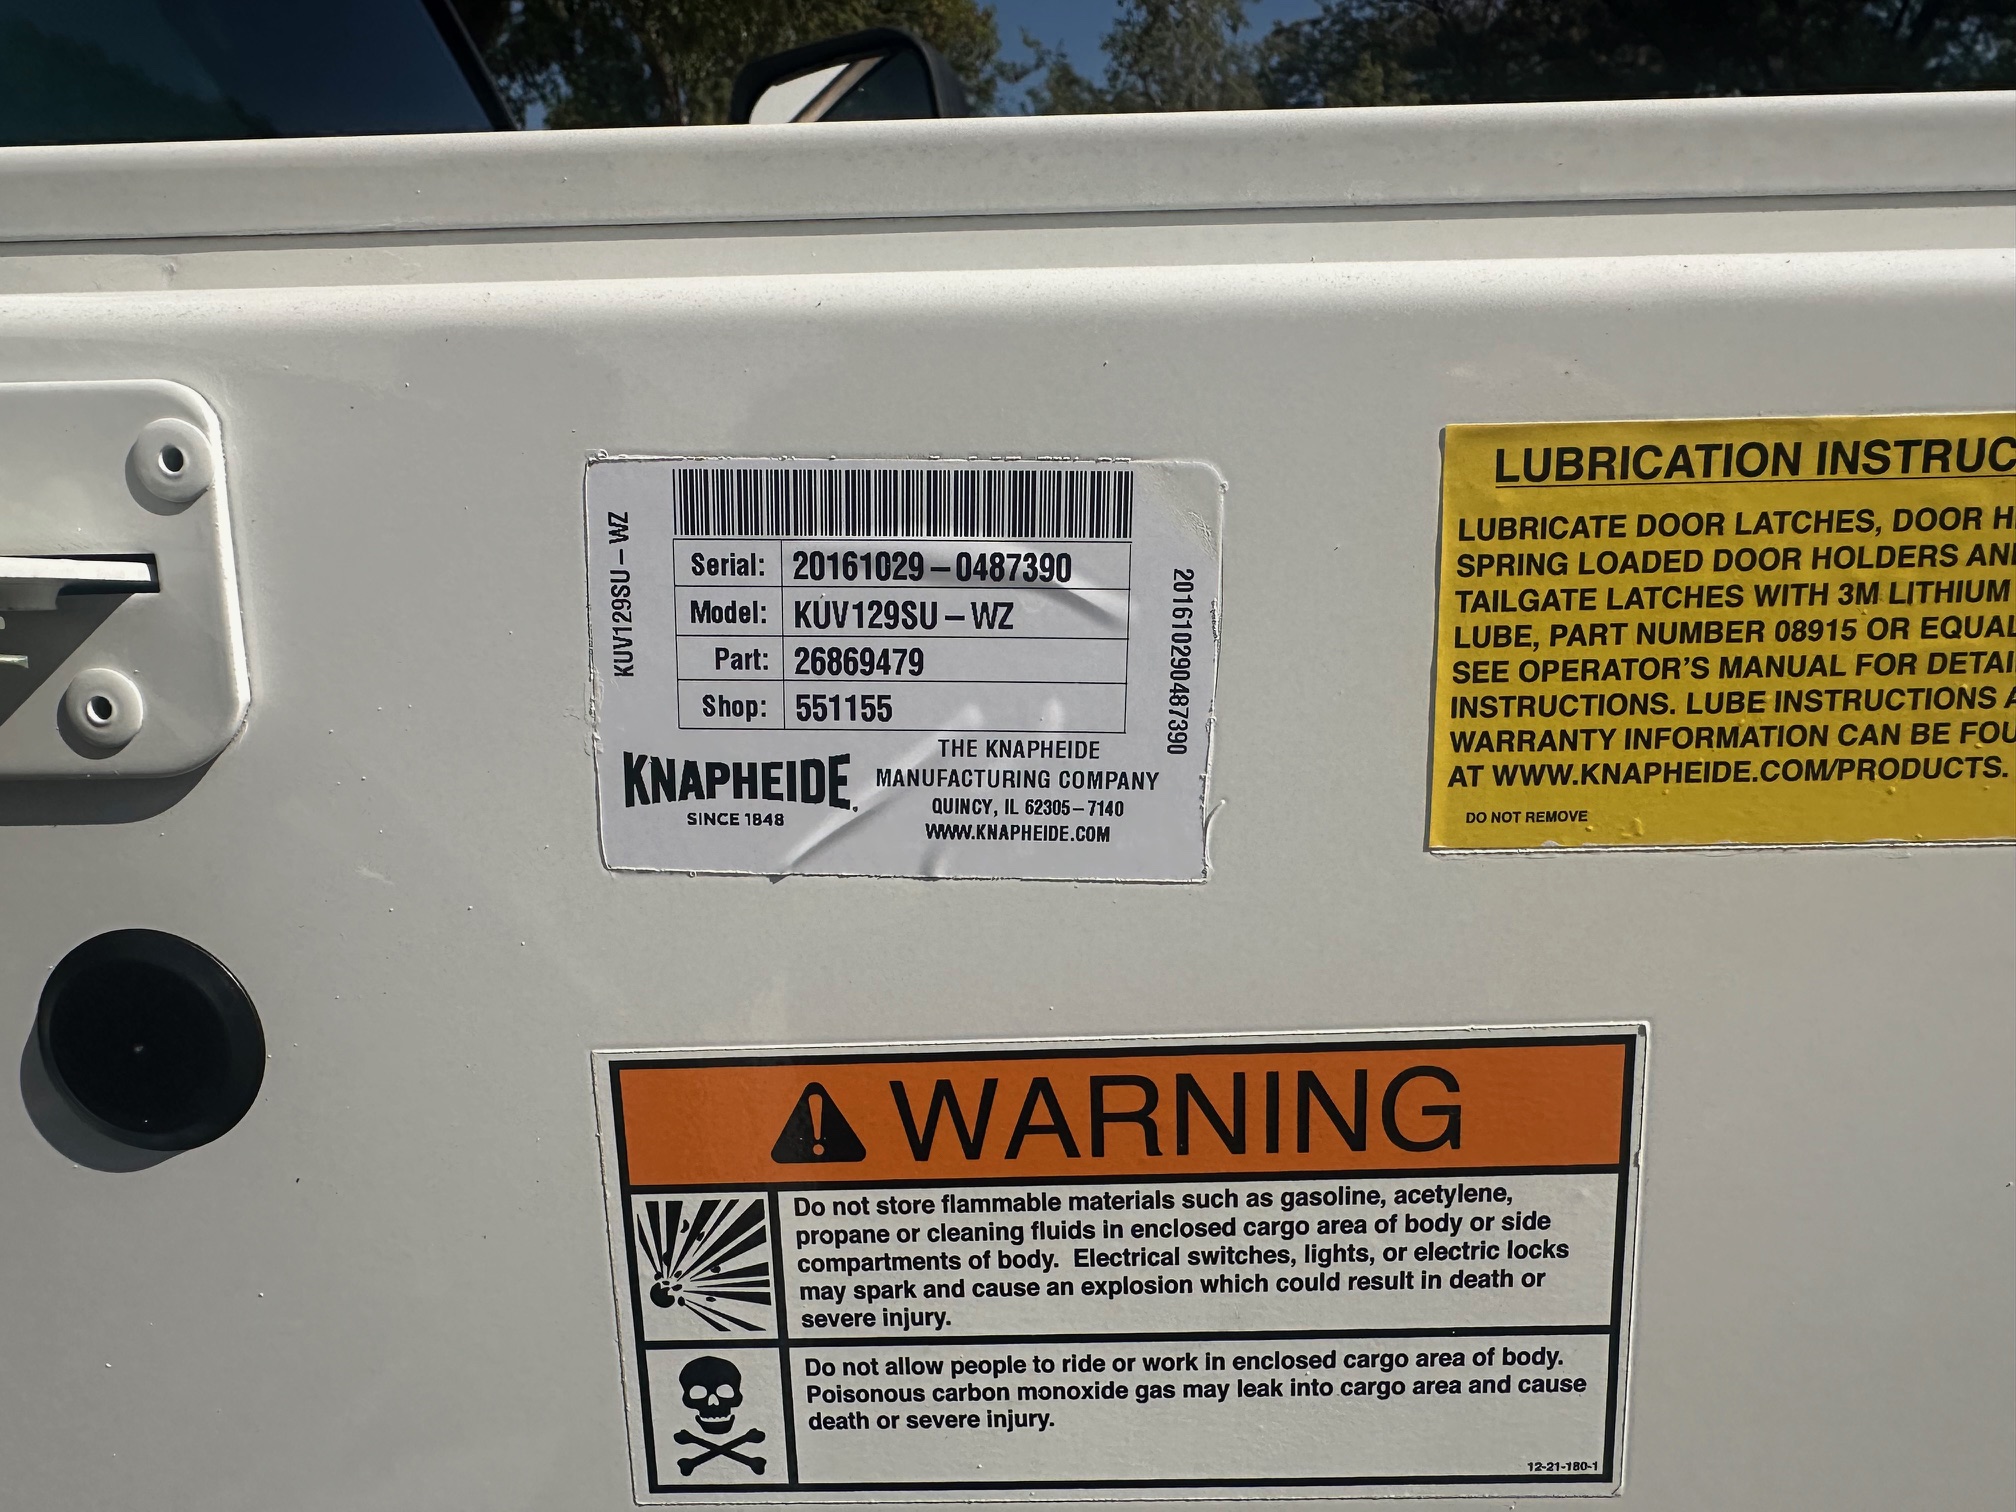 KUV129SU – WZ
Serial: 20161029 – 0487390
Model: KUV129SU – WZ
Part: 26869479
Shop: 551155
201610290487390
KNAPHEIDE
SINCE 1848
THE KNAPHEIDE
MANUFACTURING COMPANY
QUINCY, IL 62305 – 7140
WWW.KNAPHEIDE.COM
LUBRICATION
LUBRICATE DOOR LATCHES, DOOR
SPRING LOADED DOOR HOLDERS
TAILGATE LATCHES WITH 3M LITHIUM
LUBE, PART NUMBER 08915 OR
SEE OPERATOR'S MANUAL FOR
INSTRUCTIONS. LUBE INSTRUCTIONS
WARRANTY INFORMATION CAN BE
AT WWW.KNAPHEIDE.COM/PRODUCTS.
DO NOT REMOVE
WARNING
Do not store flammable materials such as gasoline, acetylene,
propane or cleaning fluids in enclosed cargo area of body or side
compartments of body. Electrical switches, lights, or electric locks
may spark and cause an explosion which could result in death or
severe injury.
Do not allow people to ride or work in enclosed cargo area of body.
Poisonous carbon monoxide gas may leak into cargo area and cause
death or severe injury.
12-21-180-1